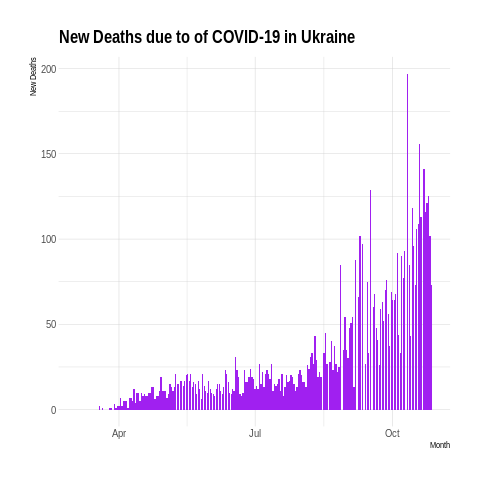 New Deaths due to of COVID-19 in Ukraine
New Deaths
200
150
100
50
0
Apr
Jul
Oct
Month